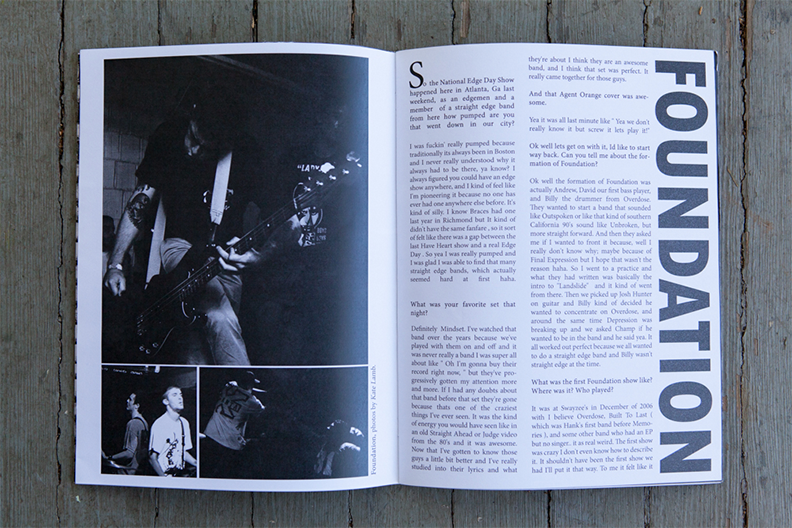 "LADY
Foundation, photos by Kate Lamb.
So the National Edge Day Show
happened here in Atlanta, Ga last
weekend, as an edgemen and a
member of a straight edge band
from here how pumped are you
that went down in our city?
I was fuckin' really pumped because
traditionally its always been in Boston
and I never really understood why it
always had to be there, ya know? I
always figured you could have an edge
show anywhere, and I kind of feel like
I'm pioneering it because no one has
ever had one anywhere else before. It's
kind of silly. I know Braces had one
last year in Richmond but It kind of
didn't have the same fanfare , so it sort
of felt like there was a gap between the
last Have Heart show and a real Edge
Day . So yea I was really pumped and
I was glad I was able to find that many
straight edge bands, which actually
seemed hard at first haha.
What was your favorite set that
night?
Definitely Mindset. I've watched that
band over the years because we've
played with them on and off and it
was never really a band I was super all
about like " Oh I'm gonna buy their
record right now, " but they've pro-
gressively gotten my attention more
and more. If I had any doubts about
that band before that set they're gone
because thats one of the craziest
things I've ever seen. It was the kind
of energy you would have seen like in
an old Straight Ahead or Judge video
from the 80's and it was awesome.
Now that I've gotten to know those
guys a little bit better and I've really
studied into their lyrics and what
they're about I think they are an awesome
band, and I think that set was perfect. It
really came together for those guys.
And that Agent Orange cover was awe-
some.
Yea it was all last minute like " Yea we don't
really know it but screw it lets play it!"
Ok well lets get on with it, Id like to start
way back. Can you tell me about the for-
mation of Foundation?
Ok well the formation of Foundation was
actually Andrew, David our first bass player,
and Billy the drummer from Overdose.
They wanted to start a band that sounded
like Outspoken or like that kind of southern
California 90's sound like Unbroken, but
more straight forward. And then they asked
me if I wanted to front it because, well I
really don't know why; maybe because of
Final Expression but I hope that wasn't the
reason haha. So I went to a practice and
what they had written was basically the
intro to "Landslide" and it kind of went
from there. Then we picked up Josh Hunter
on guitar and Billy kind of decided he
wanted to concentrate on Overdose, and
around the same time Depression was
breaking up and we asked Champ if he
wanted to be in the band and he said yea. It
all worked out perfect because we all wanted
to do a straight edge band and Billy wasn't
straight edge at the time.
What was the first Foundation show like?
Where was it? Who played?
It was at Swayzee's in December of 2006
with I believe Overdose, Built To Last (
which was Hank's first band before Memo-
ries ), and some other band who had an EP
but no singer.. it as real weird. The first show
was crazy I don't even know how to describe
it. It shouldn't have been the first show we
had I'll put it that way. To me it felt like it
FOUNDATION